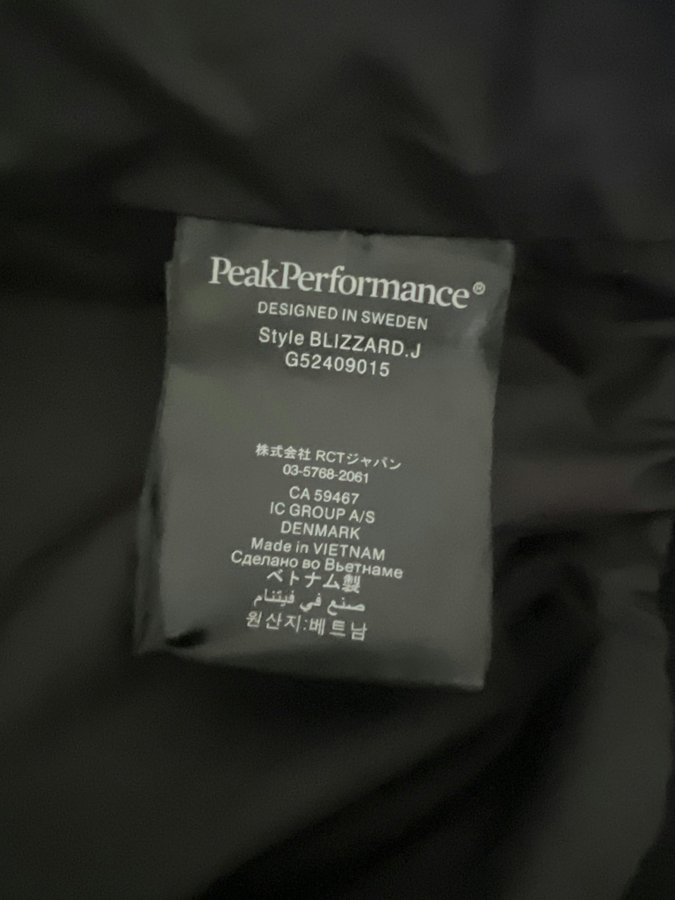 PeakPerformance®
DESIGNED IN SWEDEN
Style BLIZZARD.J
G52409015
株式会社 RCTジャパン
03-5768-2061
CA 59467
IC GROUP A/S
DENMARK
Made in VIETNAM
Сделано во Вьетнаме
ベトナム製
صنع في فيتنام
원산지:베트남